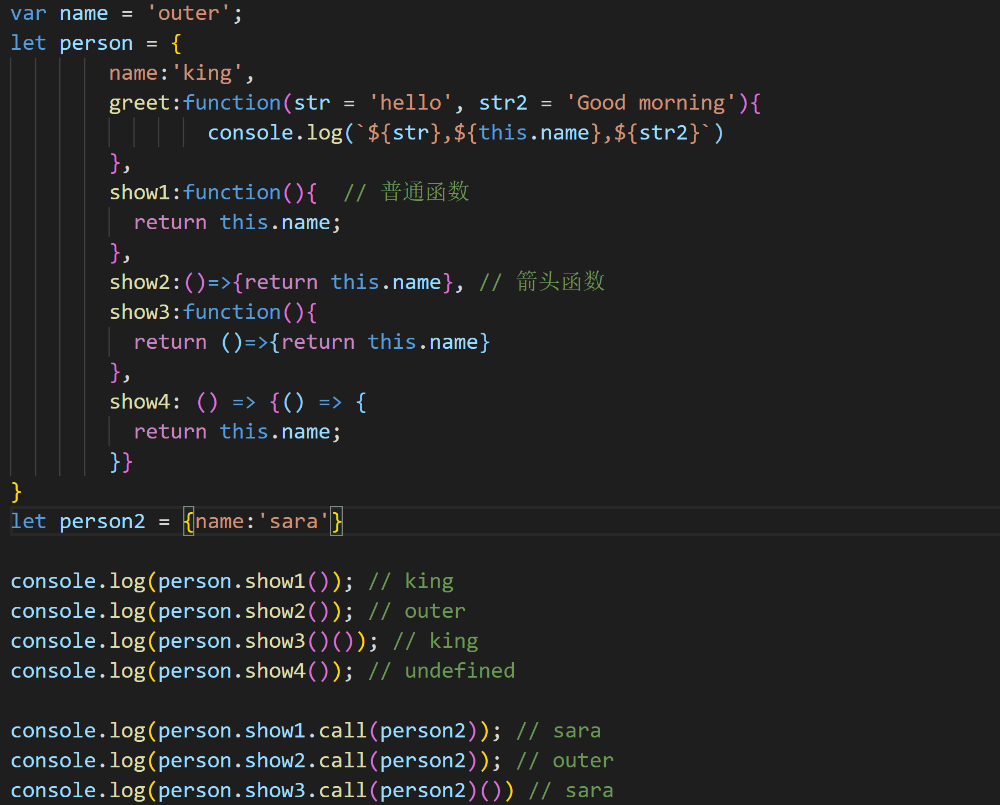 var name = 'outer';
let person = {
name:'king',
greet:function(str = 'hello', str2 = 'Good morning'){
console.log(`${str},${this.name},${str2}`)
},
show1:function(){ // 普通函数
return this.name;
},
show2:()=>{return this.name}, // 箭头函数
show3:function(){
return ()=>{return this.name}
},
show4: () => {() => {
return this.name;
}}
}
let person2 = {name:'sara'}
console.log(person.show1()); // king
console.log(person.show2()); // outer
console.log(person.show3()()); // king
console.log(person.show4()); // undefined
console.log(person.show1.call(person2)); // sara
console.log(person.show2.call(person2)); // outer
console.log(person.show3.call(person2)()) // sara